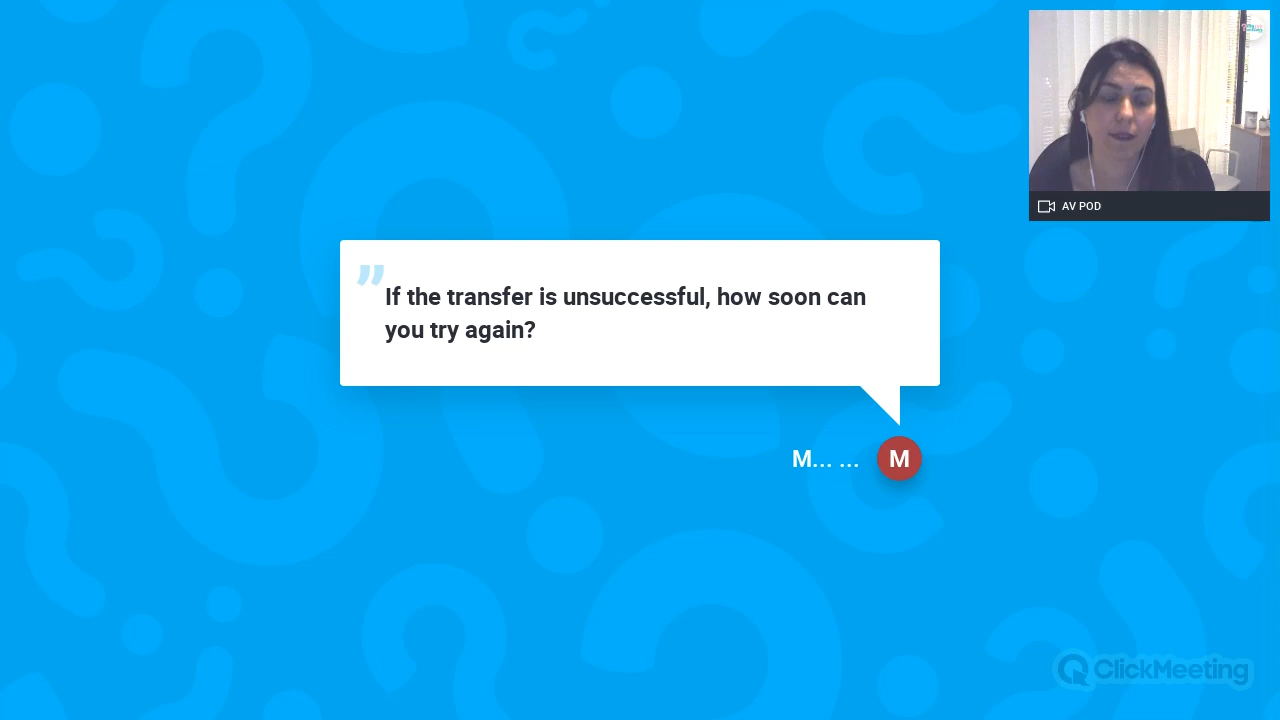 AV POD
”
If the transfer is unsuccessful, how soon can
you try again?
M... ...
M
ClickMeeting